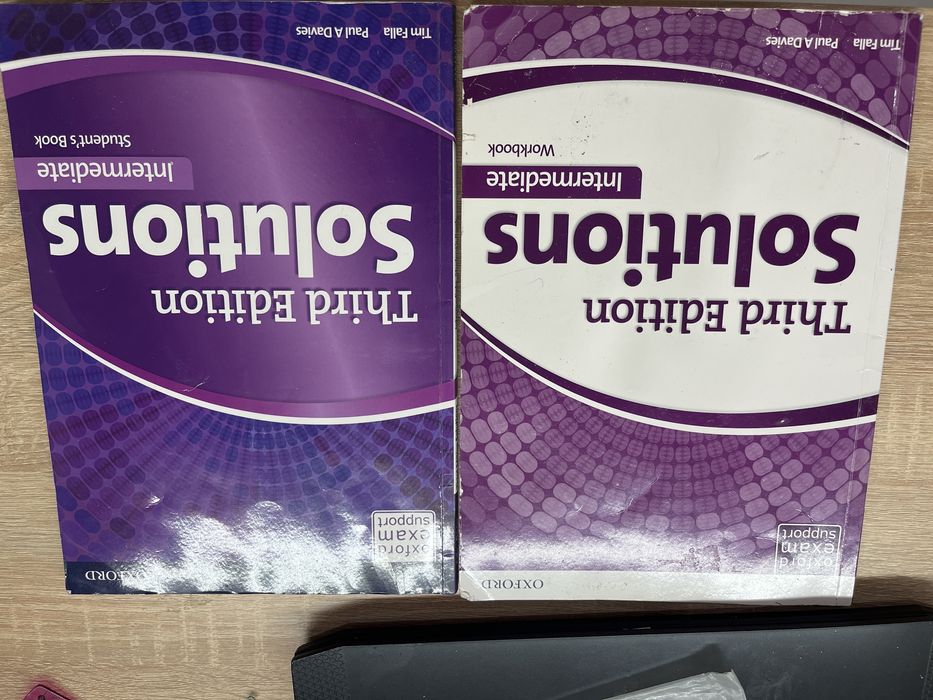 Third Edition
Solutions
Intermediate
Student's Book
Tim Falla Paul A Davies
OXFORD
oxford
exam
support
Third Edition
Solutions
Intermediate
Workbook
Tim Falla Paul A Davies
OXFORD
oxford
exam
support